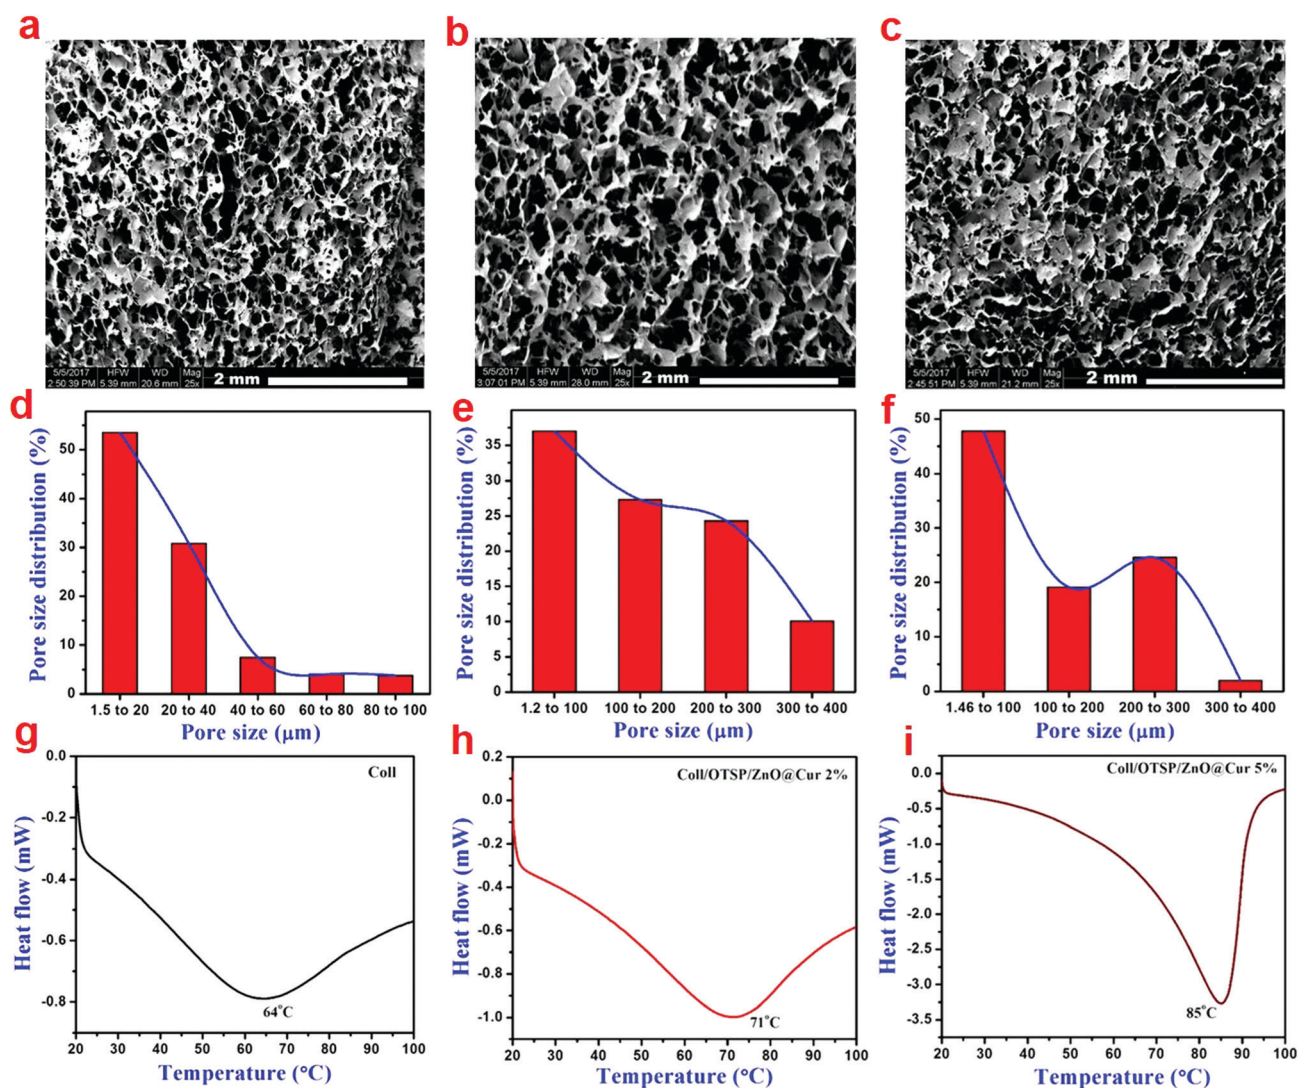 a
b
c
5/5/2017 HFW WD Mag
2:50:39 PM 5.39 mm 20.6 mm 25x
2 mm
5/5/2017 HFW WD Mag
3:07:01 PM 5.39 mm 28.0 mm 25x
2 mm
5/5/2017 HFW WD Mag
2:45:51 PM 5.39 mm 21.2 mm 25x
2 mm
d
Pore size distribution (%)
50
40
30
20
10
0
1.5 to 20 20 to 40 40 to 60 60 to 80 80 to 100
Pore size (μm)
e
Pore size distribution (%)
35
30
25
20
15
10
5
0
1.2 to 100 100 to 200 200 to 300 300 to 400
Pore size (μm)
f
Pore size distribution (%)
50
40
30
20
10
0
1.46 to 100 100 to 200 200 to 300 300 to 400
Pore size (μm)
g
Coll
Heat flow (mW)
0.0
-0.2
-0.4
-0.6
-0.8
64°C
20 30 40 50 60 70 80 90 100
Temperature (°C)
h
Coll/OTSP/ZnO@Cur 2%
Heat flow (mW)
0.2
0.0
-0.2
-0.4
-0.6
-0.8
-1.0
71°C
20 30 40 50 60 70 80 90 100
Temperature (°C)
i
Coll/OTSP/ZnO@Cur 5%
Heat flow (mW)
0.0
-0.5
-1.0
-1.5
-2.0
-2.5
-3.0
-3.5
85°C
20 30 40 50 60 70 80 90 100
Temperature (°C)